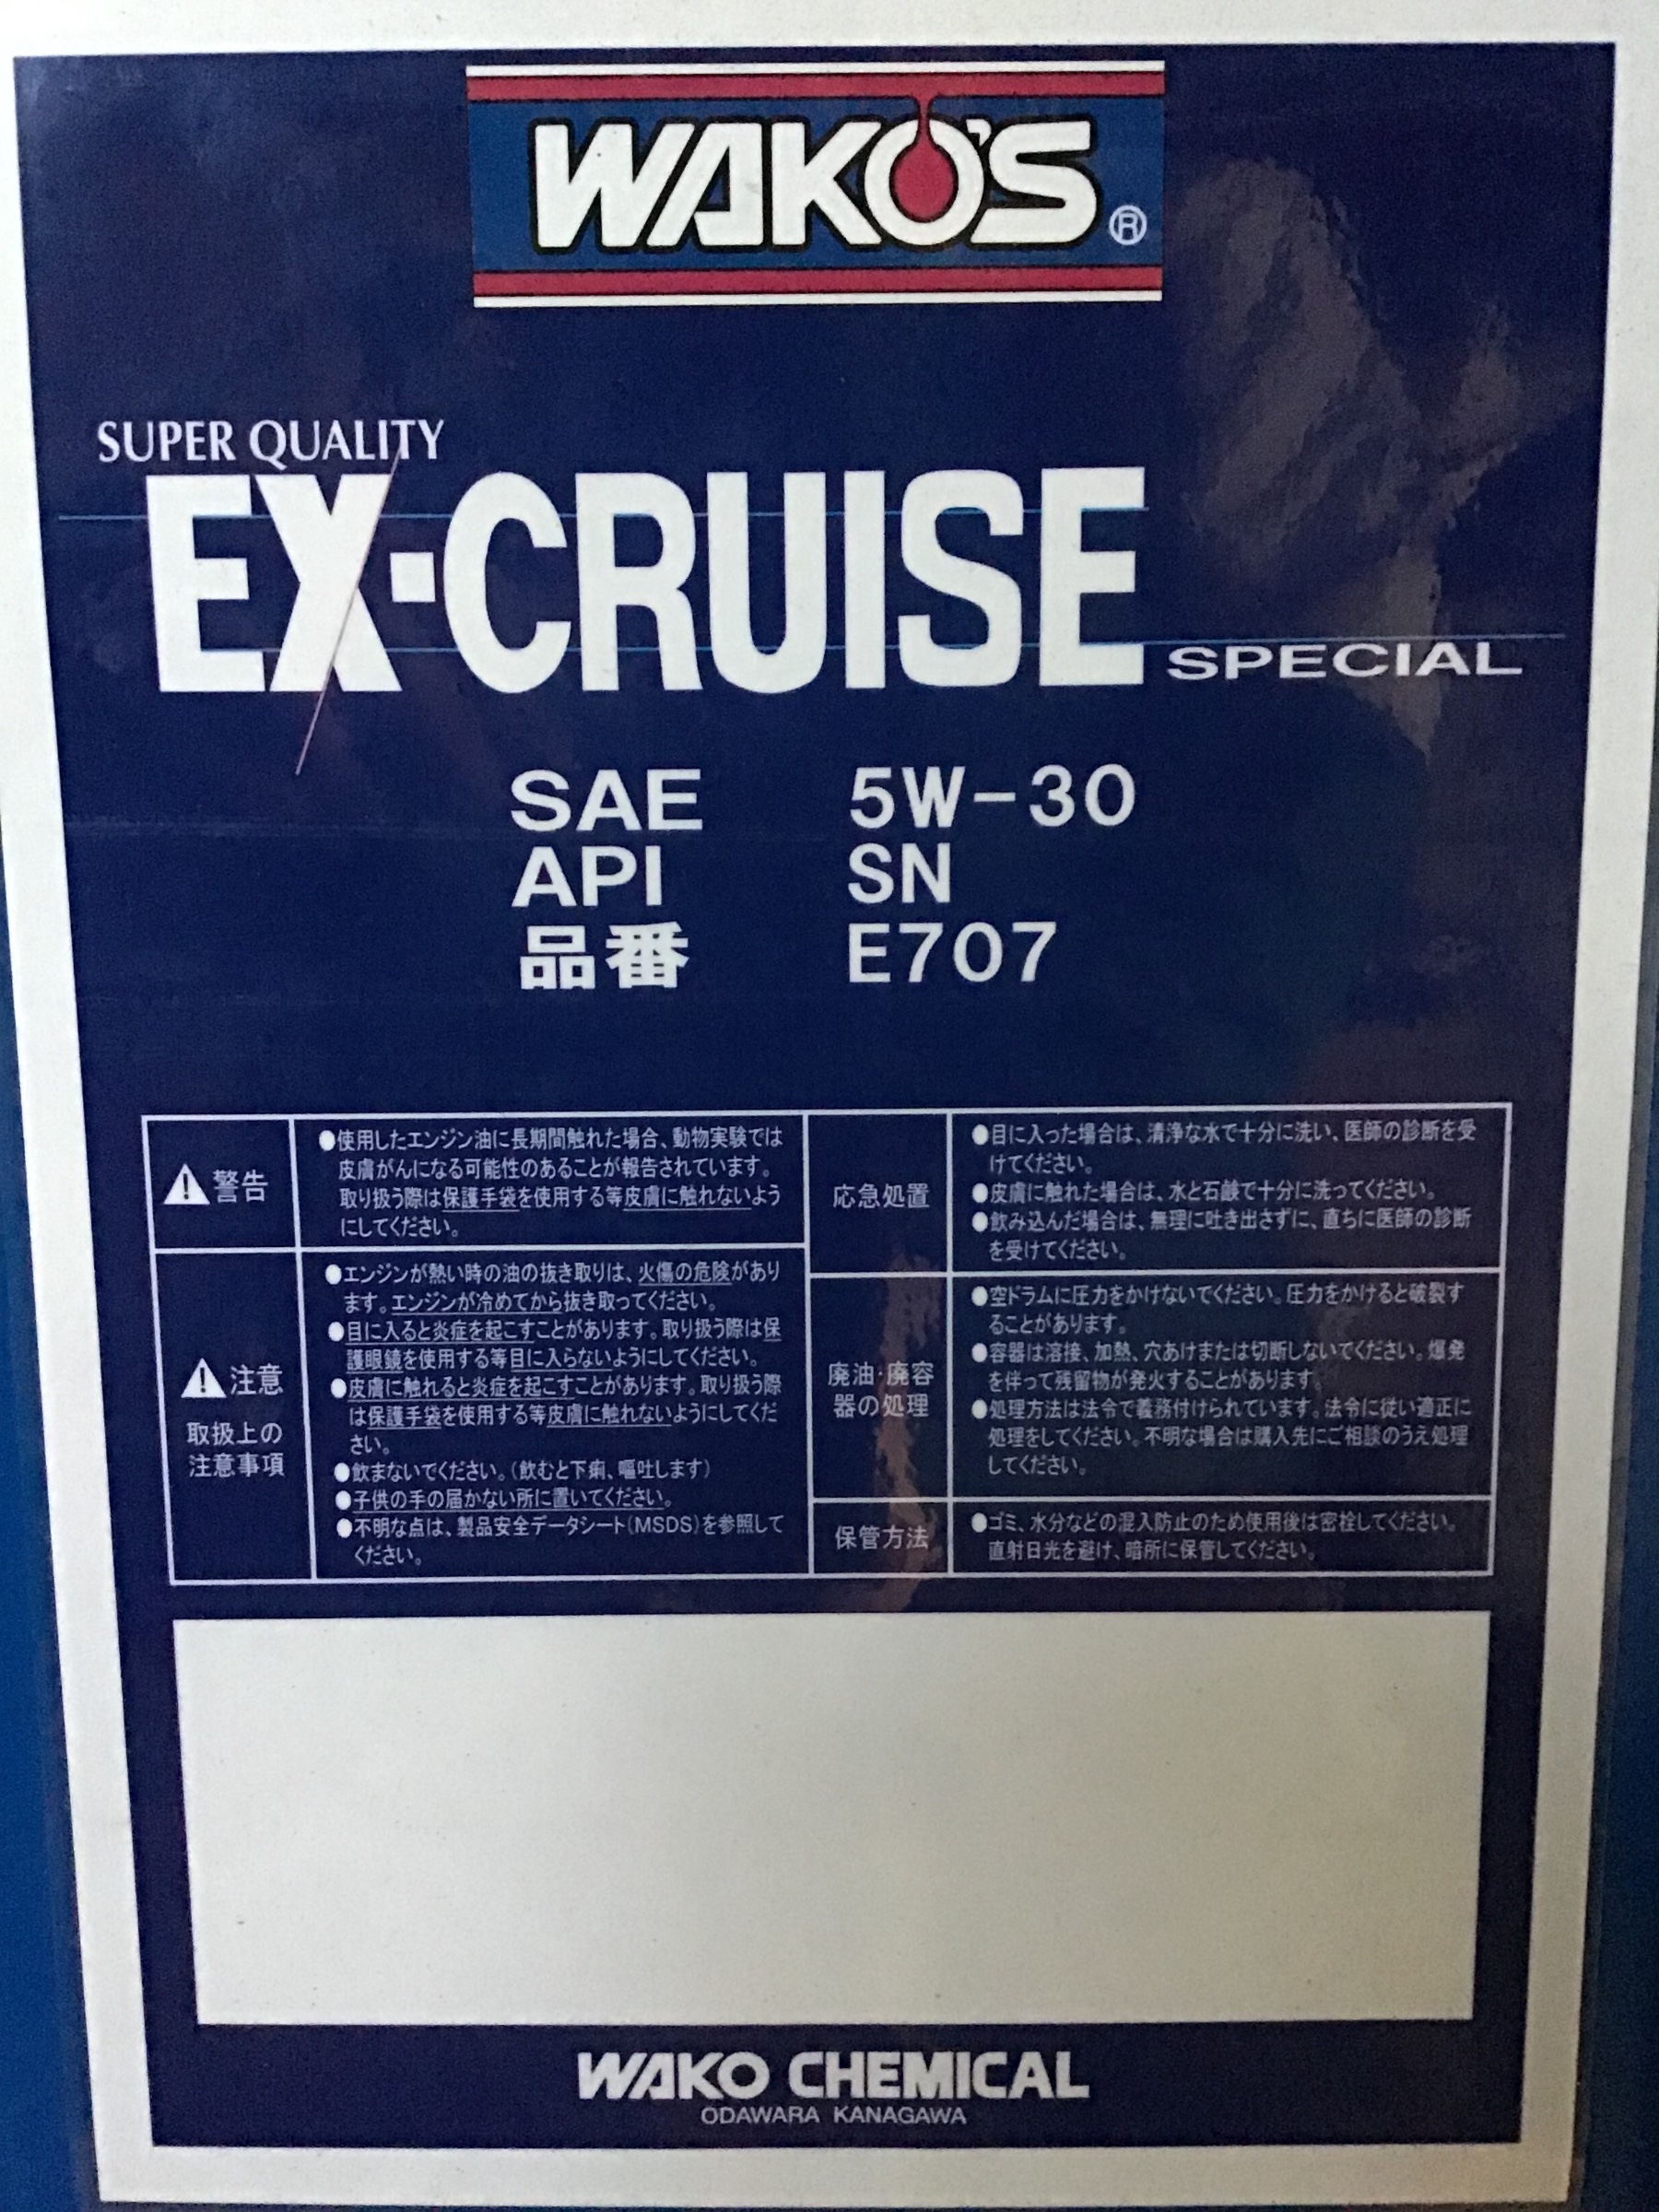 WAKO'S®
SUPER QUALITY
EX·CRUISE SPECIAL
SAE 5W-30
API SN
品番 E707
⚠警告
●使用したエンジン油に長期間触れた場合、動物実験では
皮膚がんになる可能性のあることが報告されています。
取り扱う際は保護手袋を使用する等皮膚に触れないよう
にしてください。
⚠注意
取扱上の
注意事項
●エンジンが熱い時の油の抜き取りは、火傷の危険があり
ます。エンジンが冷めてから抜き取ってください。
●目に入ると炎症を起こすことがあります。取り扱う際は保
護眼鏡を使用する等目に入らないようにしてください。
●皮膚に触れると炎症を起こすことがあります。取り扱う際
は保護手袋を使用する等皮膚に触れないようにしてくだ
さい。
●飲まないでください。(飲むと下痢、嘔吐します)
●子供の手の届かない所に置いてください。
●不明な点は、製品安全データシート(MSDS)を参照して
ください。
応急処置
●目に入った場合は、清浄な水で十分に洗い、医師の診断を受
けてください。
●皮膚に触れた場合は、水と石鹸で十分に洗ってください。
●飲み込んだ場合は、無理に吐き出さずに、直ちに医師の診断
を受けてください。
廃油·廃容
器の処理
●空ドラムに圧力をかけないでください。圧力をかけると破裂す
ることがあります。
●容器は溶接、加熱、穴あけまたは切断しないでください。爆発
を伴って残留物が発火することがあります。
●処理方法は法令で義務付けられています。法令に従い適正に
処理をしてください。不明な場合は購入先にご相談のうえ処理
してください。
保管方法
●ゴミ、水分などの混入防止のため使用後は密栓してください。
直射日光を避け、暗所に保管してください。
WAKO CHEMICAL
ODAWARA KANAGAWA